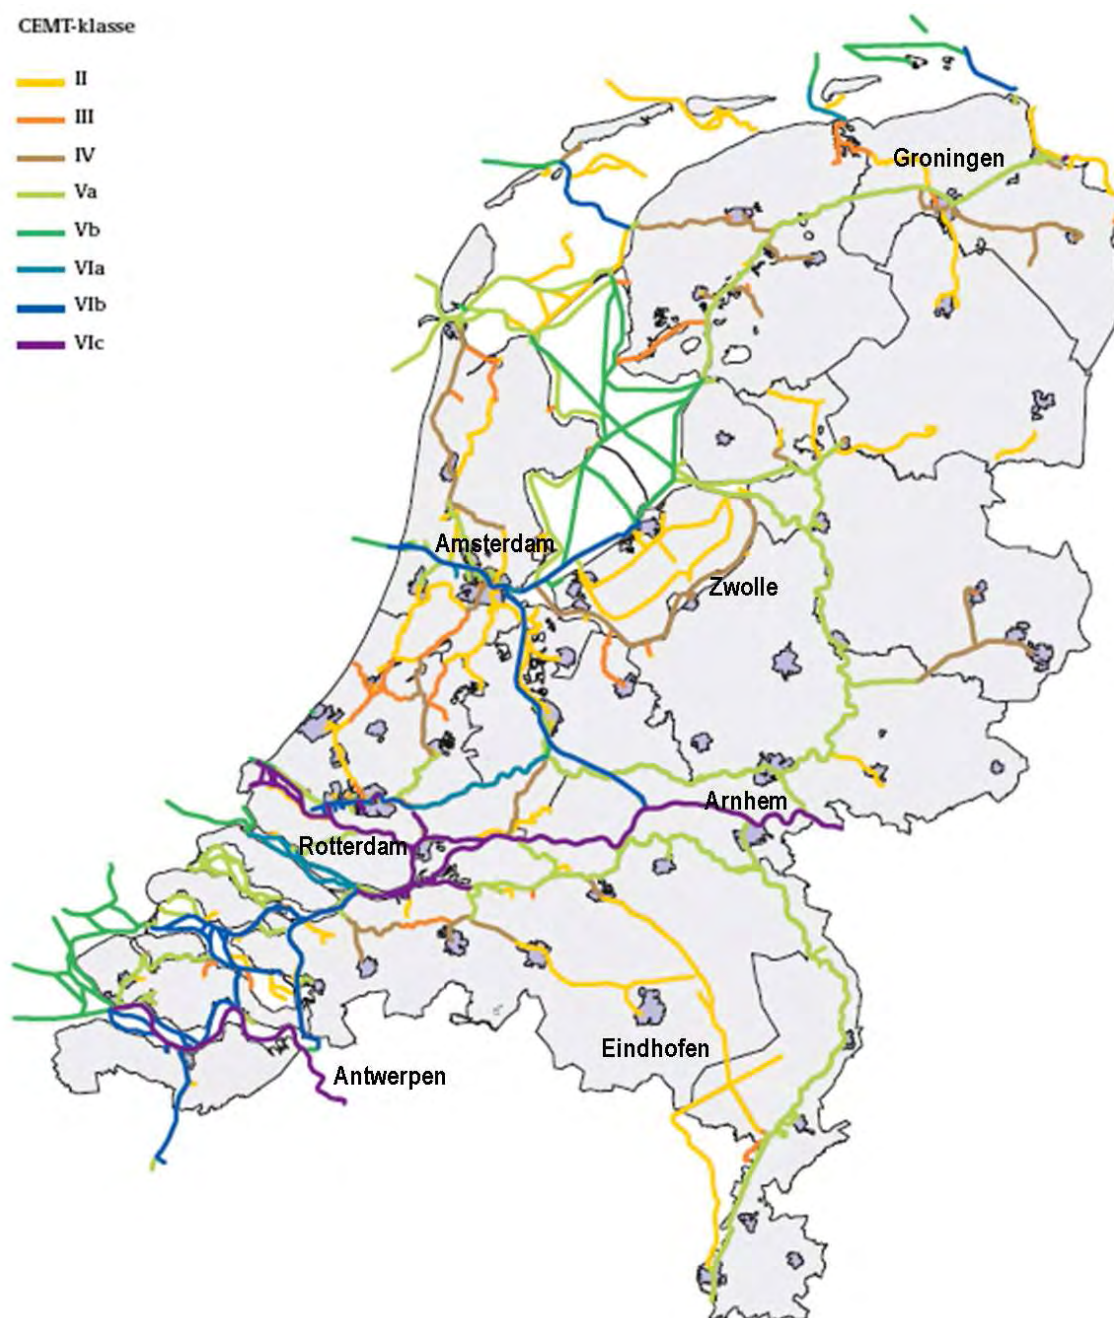 CEMT-klasse
II
III
IV
Va
Vb
VIa
VIb
VIc
Groningen
Amsterdam
Zwolle
Arnhem
Rotterdam
Eindhofen
Antwerpen